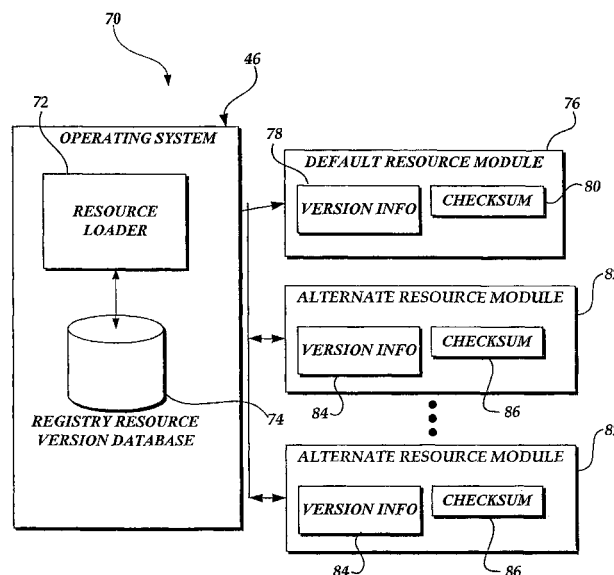 70
46
72
OPERATING SYSTEM
RESOURCE
LOADER
74
REGISTRY RESOURCE
VERSION DATABASE
76
78
DEFAULT RESOURCE MODULE
VERSION INFO
CHECKSUM
80
ALTERNATE RESOURCE MODULE
VERSION INFO
CHECKSUM
84
86
ALTERNATE RESOURCE MODULE
VERSION INFO
CHECKSUM
84
86